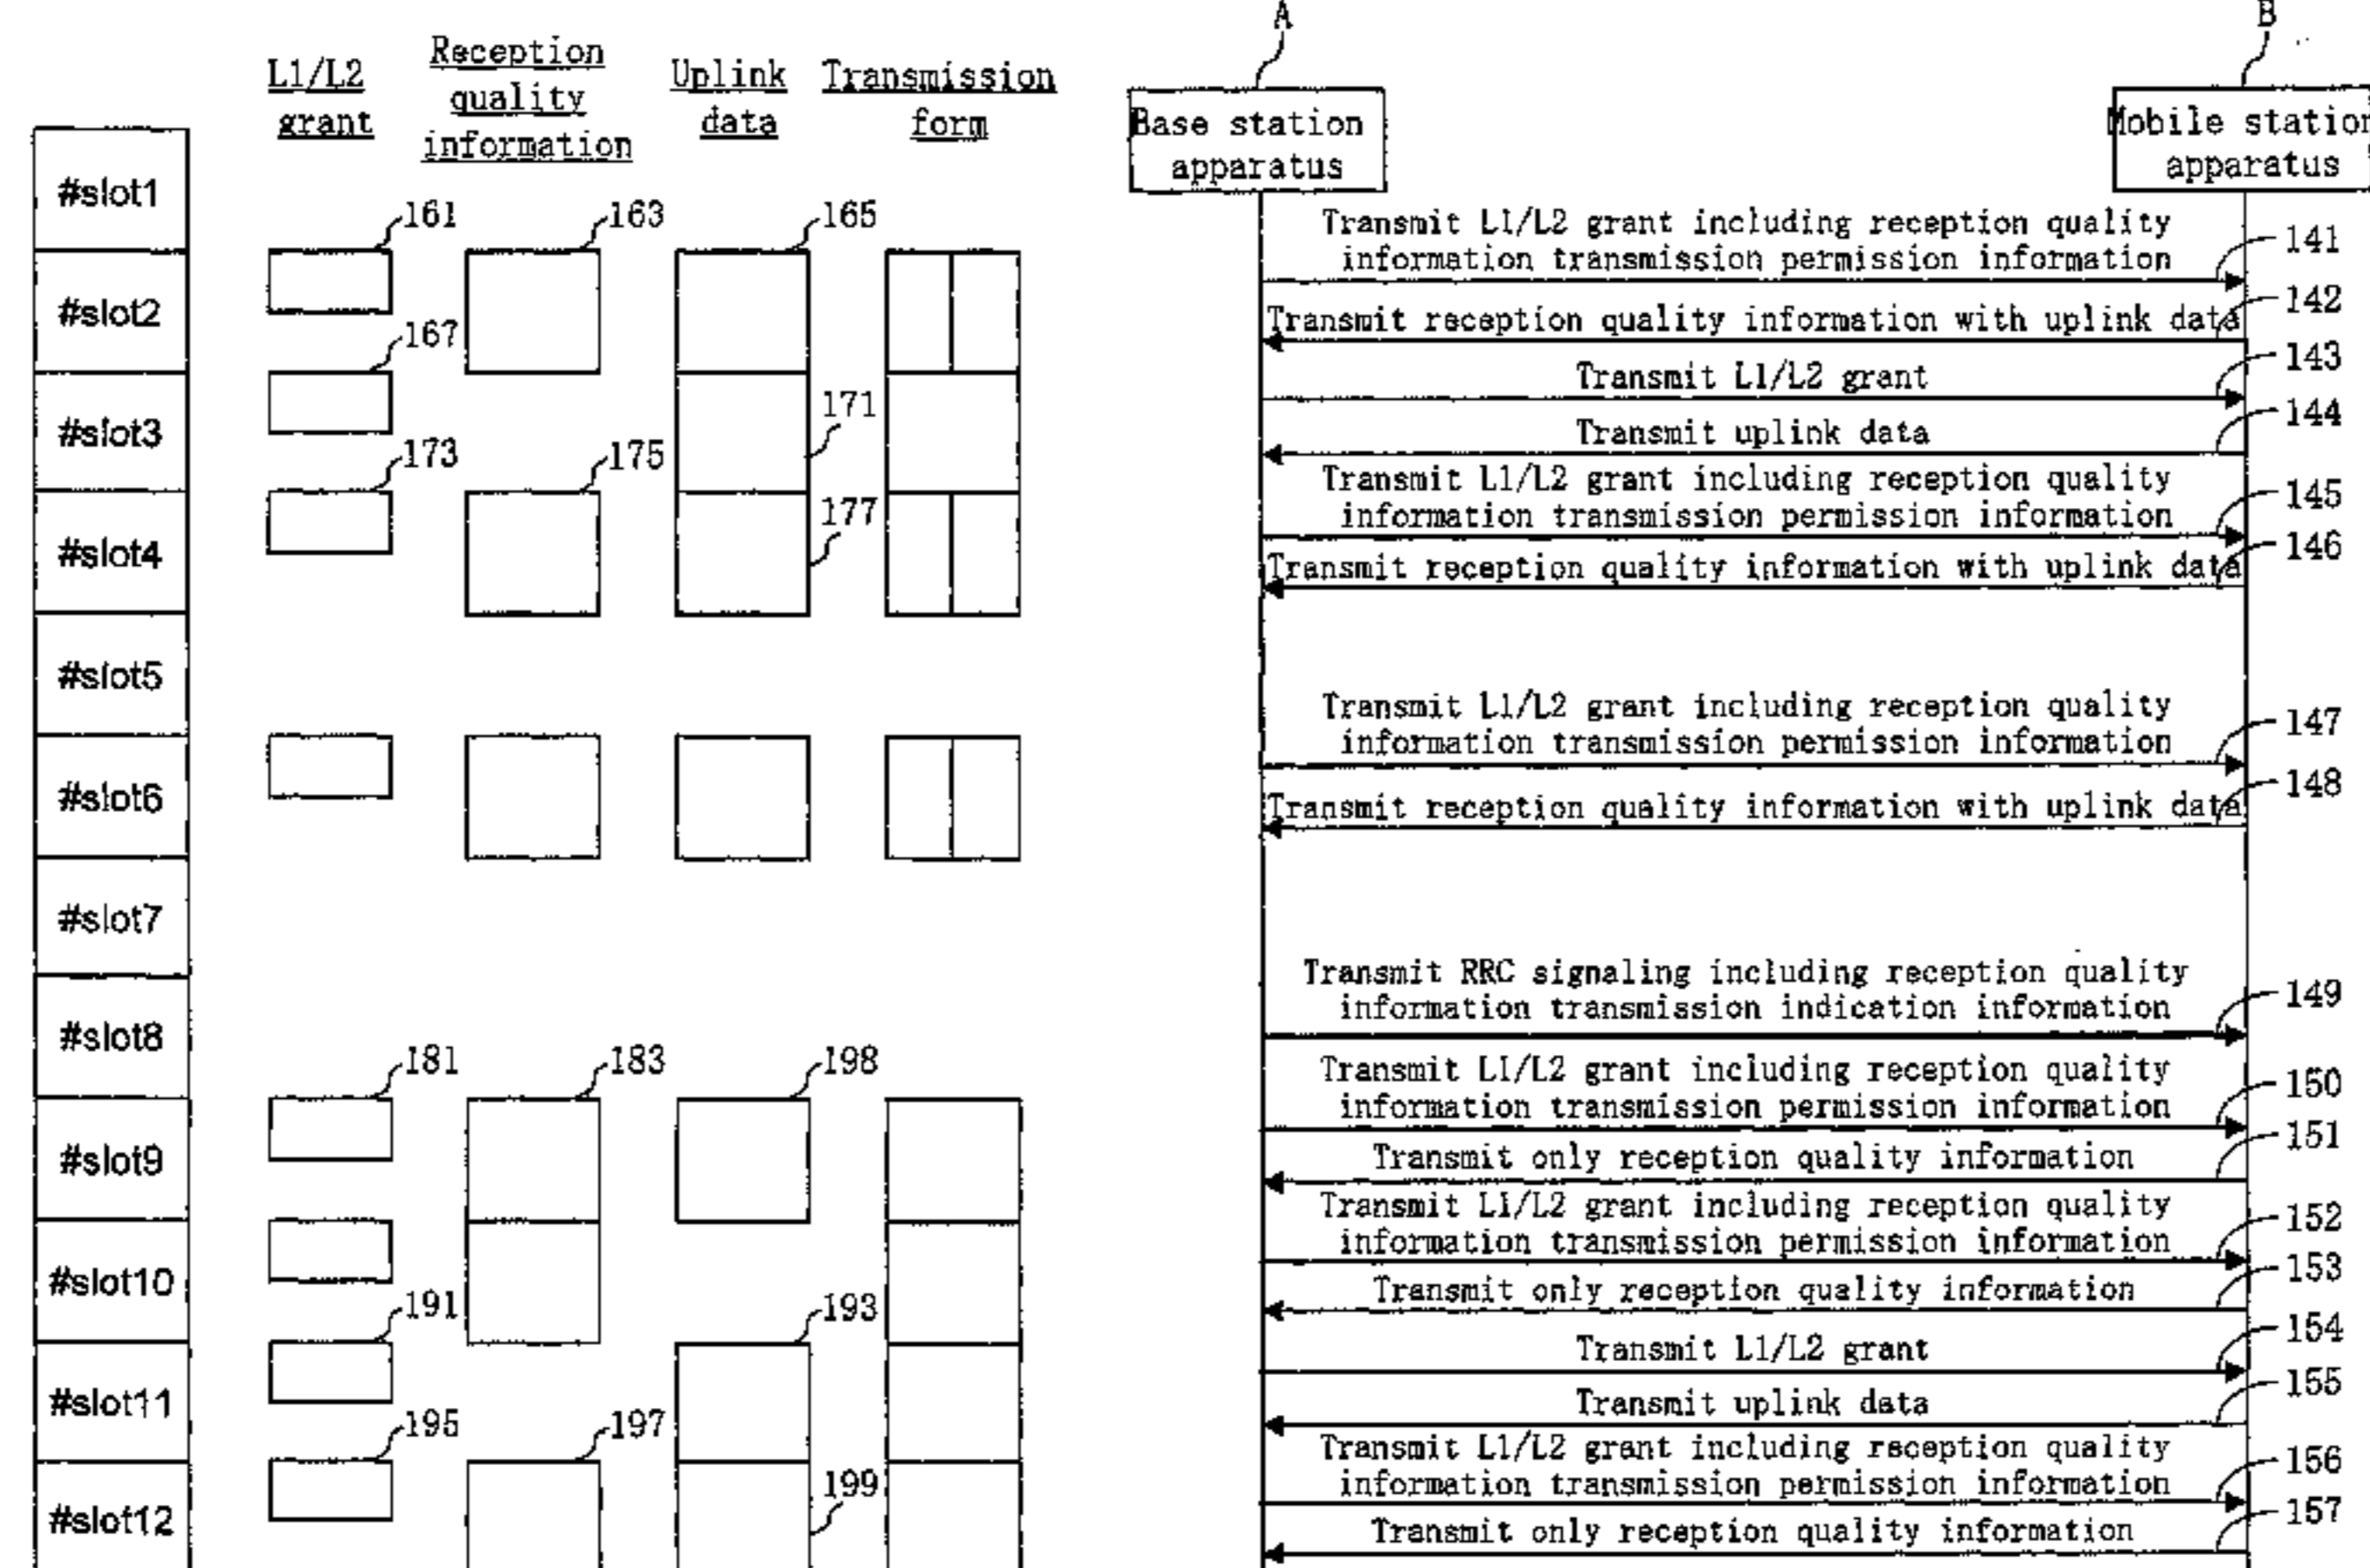 A
B
L1/L2
grant
Reception
quality
information
Uplink
data
Transmission
form
Base station
apparatus
Mobile station
apparatus
#slot1
161
163
165
Transmit L1/L2 grant including reception quality
information transmission permission information
141
#slot2
Transmit reception quality information with uplink data
142
167
143
Transmit L1/L2 grant
#slot3
171
144
Transmit uplink data
173
175
Transmit L1/L2 grant including reception quality
information transmission permission information
145
177
#slot4
146
Transmit reception quality information with uplink data
#slot5
Transmit L1/L2 grant including reception quality
information transmission permission information
147
#slot6
148
Transmit reception quality information with uplink data
#slot7
Transmit RRC signaling including reception quality
information transmission indication information
149
#slot8
181
183
198
Transmit L1/L2 grant including reception quality
information transmission permission information
150
#slot9
151
Transmit only reception quality information
Transmit L1/L2 grant including reception quality
information transmission permission information
152
#slot10
153
Transmit only reception quality information
191
193
154
Transmit L1/L2 grant
#slot11
155
Transmit uplink data
195
197
Transmit L1/L2 grant including reception quality
information transmission permission information
156
199
#slot12
157
Transmit only reception quality information